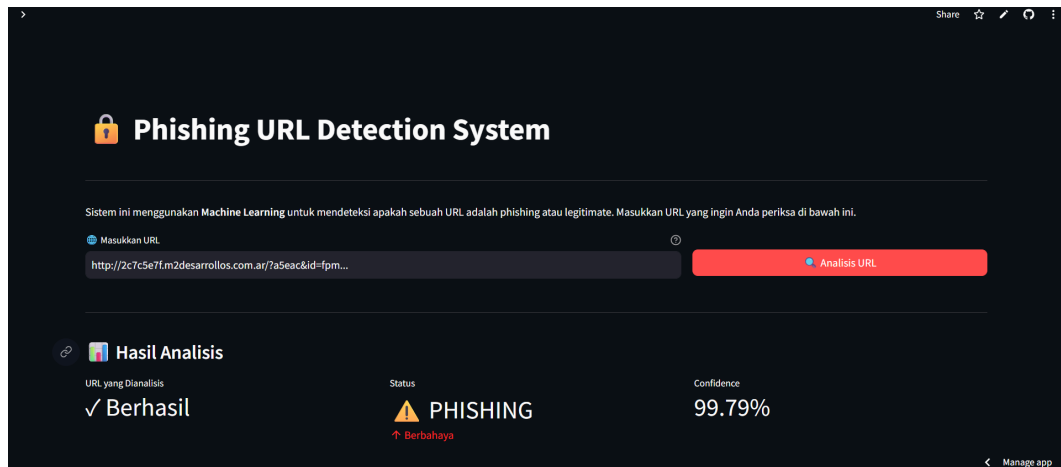 Share
Phishing URL Detection System
Sistem ini menggunakan Machine Learning untuk mendeteksi apakah sebuah URL adalah phishing atau legitimate. Masukkan URL yang ingin Anda periksa di bawah ini.
Masukkan URL
http://2c7c5e7f.m2desarrollos.com.ar/?a5eac&id=fpm...
Analisis URL
Hasil Analisis
URL yang Dianalisis
✓ Berhasil
Status
PHISHING
↑ Berbahaya
Confidence
99.79%
Manage app